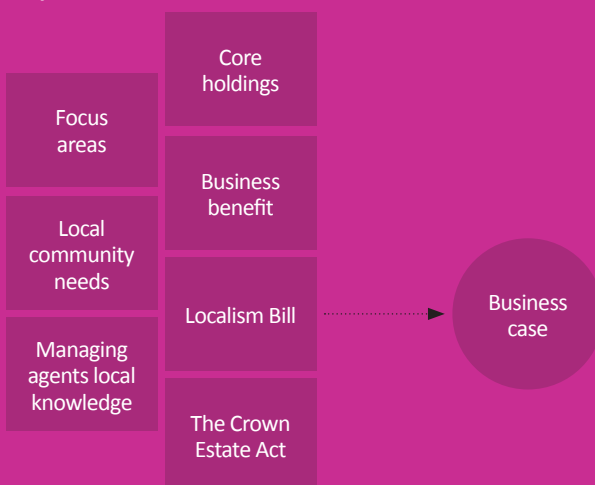 Core
holdings
Focus
areas
Business
benefit
Local
community
needs
Localism Bill
Business
case
Managing
agents local
knowledge
The Crown
Estate Act